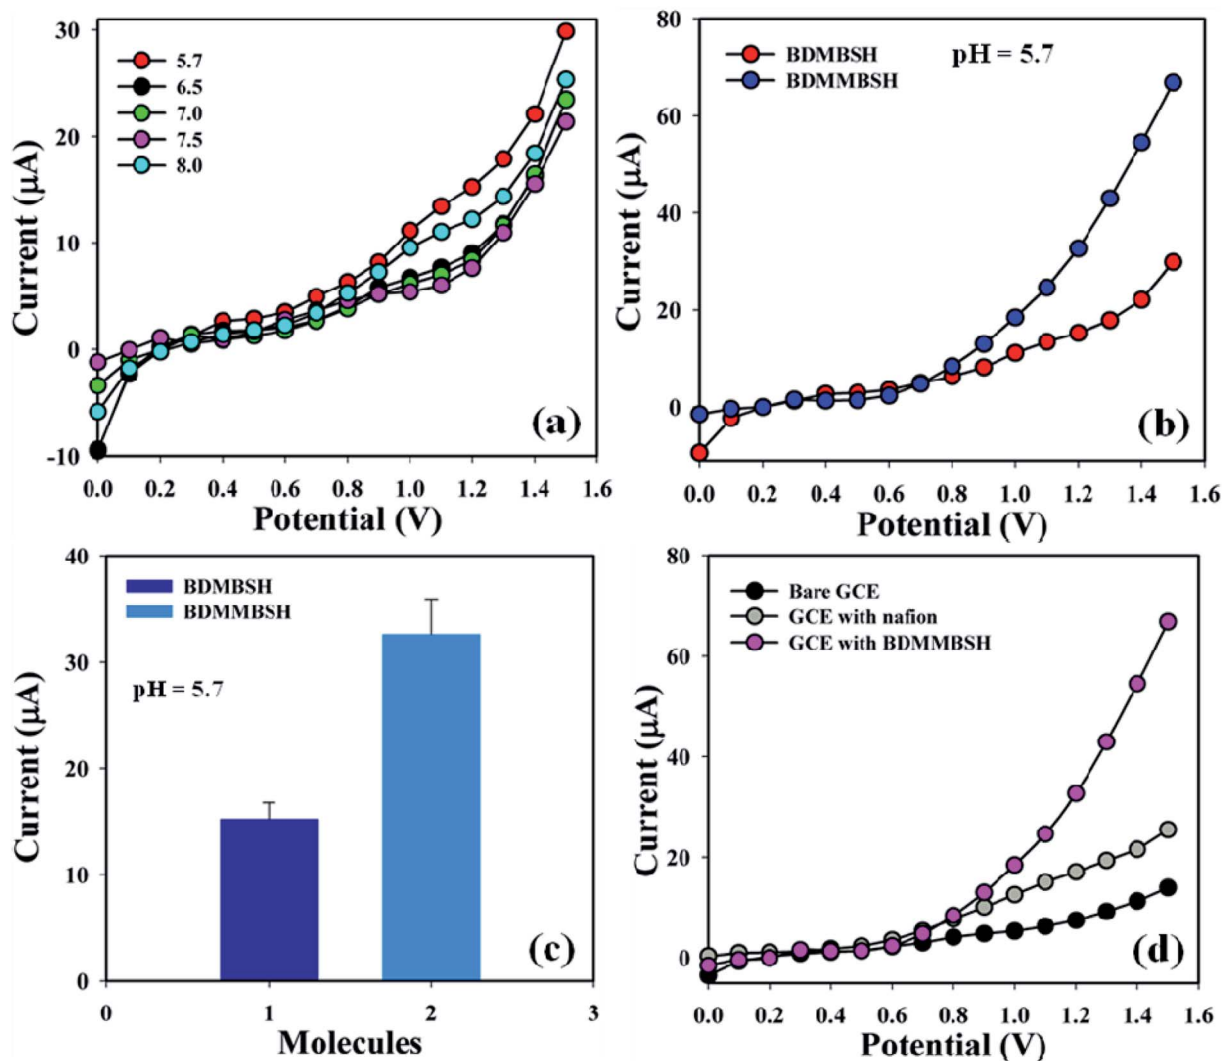 30
20
10
0
-10
Current (µA)
5.7
6.5
7.0
7.5
8.0
(a)
0.0 0.2 0.4 0.6 0.8 1.0 1.2 1.4 1.6
Potential (V)
80
60
40
20
0
Current (µA)
BDMBSH
BDMMBSH
pH = 5.7
(b)
0.0 0.2 0.4 0.6 0.8 1.0 1.2 1.4 1.6
Potential (V)
40
30
20
10
0
Current (µA)
BDMBSH
BDMMBSH
pH = 5.7
(c)
0 1 2 3
Molecules
80
60
40
20
0
Current (µA)
Bare GCE
GCE with nafion
GCE with BDMMBSH
(d)
0.0 0.2 0.4 0.6 0.8 1.0 1.2 1.4 1.6
Potential (V)